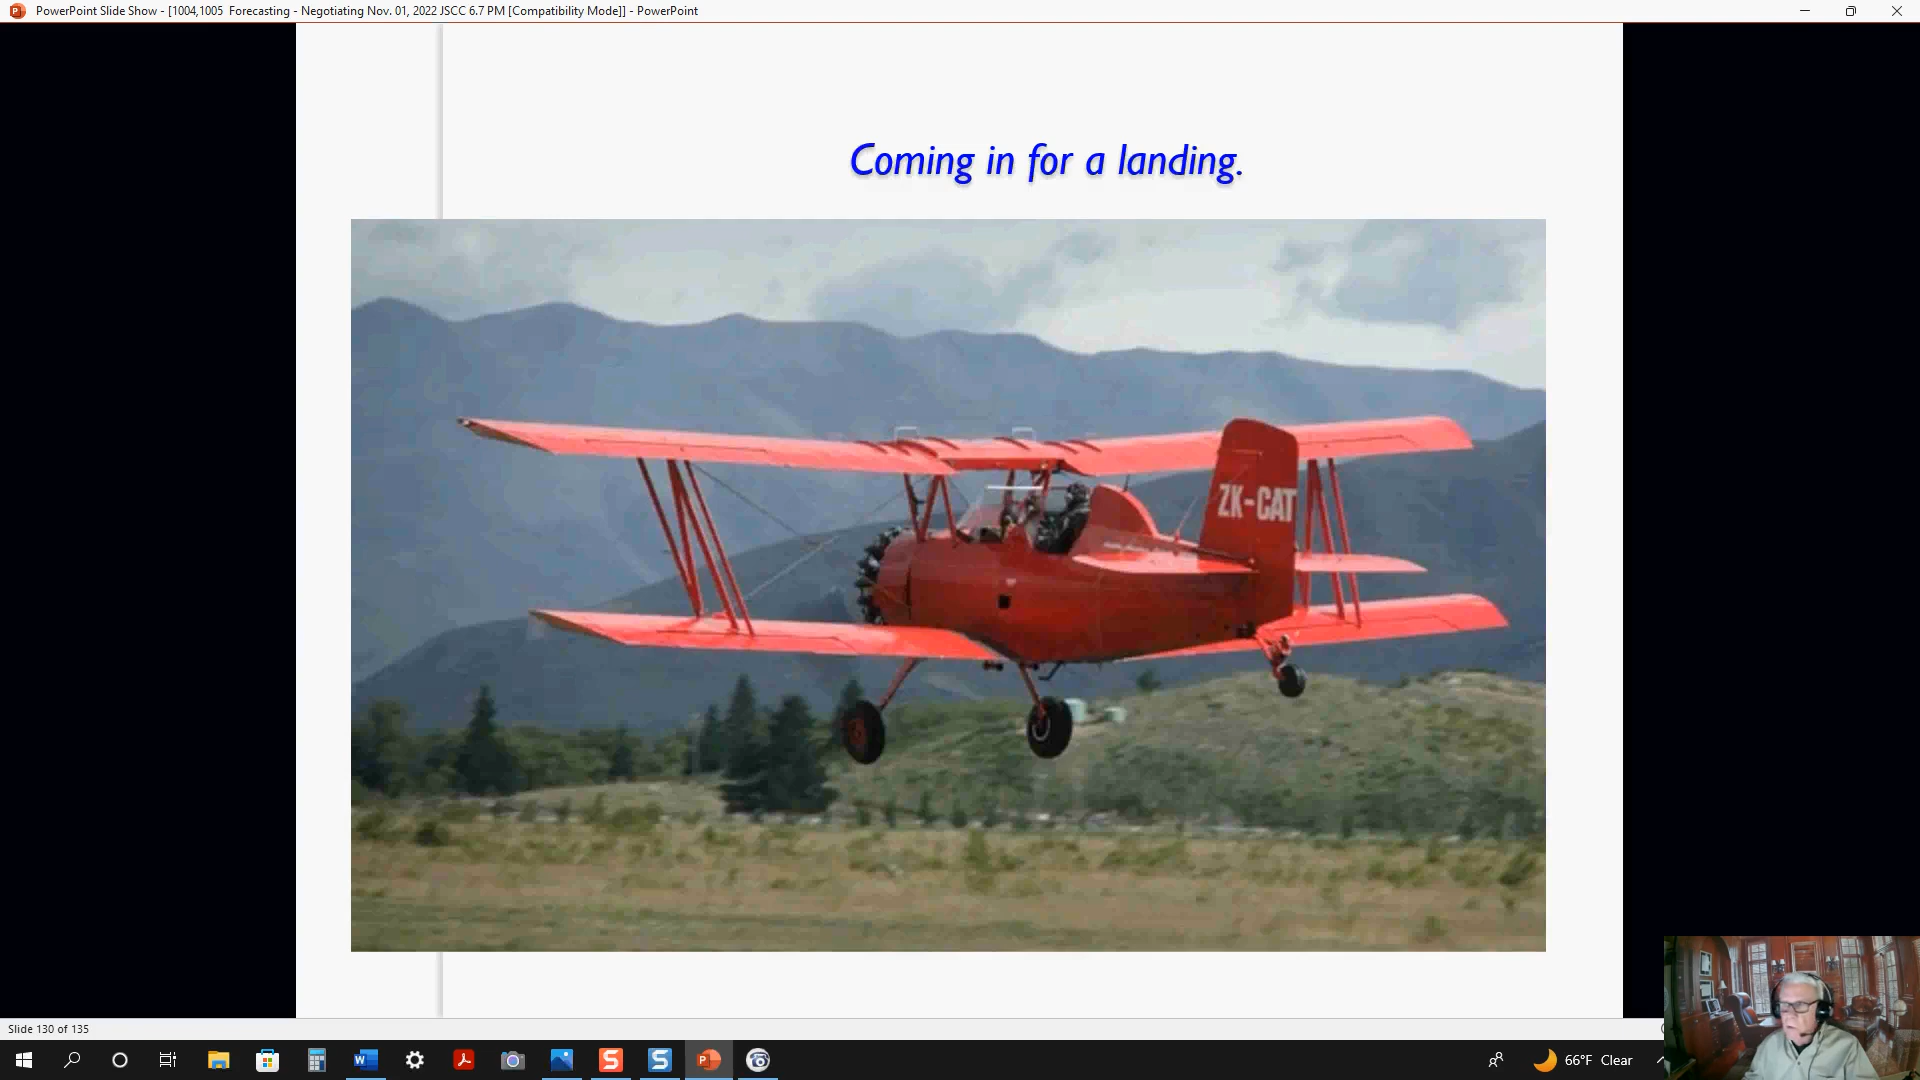 PowerPoint Slide Show - [1004,1005  Forecasting - Negotiating Nov. 01, 2022 JSCC 6.7 PM [Compatibility Mode]] - PowerPoint
Coming in for a landing.
ZK-CAT
Slide 130 of 135
66°F Clear